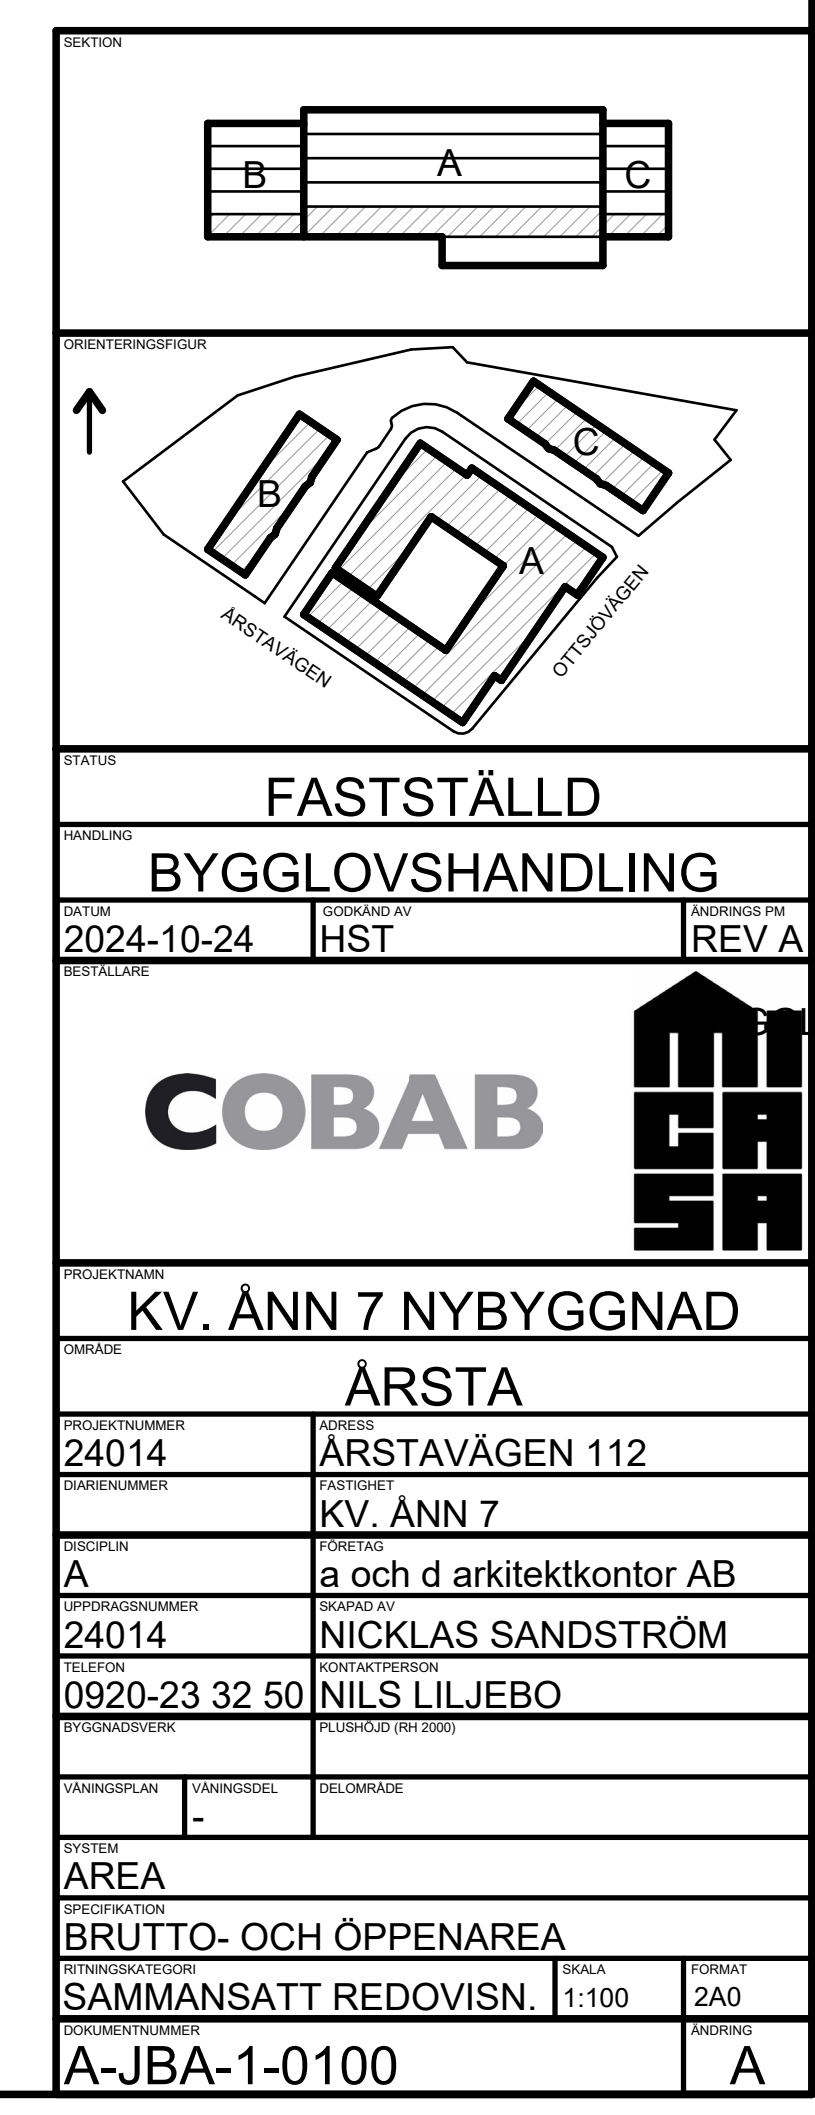 SEKTION
B
A
C
ORIENTERINGSFIGUR
C
B
A
ÅRSTAVÄGEN
OTTSJÖVÄGEN
STATUS
FASTSTÄLLD
HANDLING
BYGGLOVSHANDLING
DATUM
2024-10-24
GODKÄND AV
HST
ÄNDRINGS PM
REV A
BESTÄLLARE
COBAB
MI
CA
SA
PROJEKTNAMN
KV. ÅNN 7 NYBYGGNAD
OMRÅDE
ÅRSTA
PROJEKTNUMMER
24014
ADRESS
ÅRSTAVÄGEN 112
DIARIENUMMER
FASTIGHET
KV. ÅNN 7
DISCIPLIN
A
FÖRETAG
a och d arkitektkontor AB
UPPDRAGSNUMMER
24014
SKAPAD AV
NICKLAS SANDSTRÖM
TELEFON
0920-23 32 50
KONTAKTPERSON
NILS LILJEBO
BYGGNADSVERK
PLUSHÖJD (RH 2000)
VÅNINGSPLAN
VÅNINGSDEL
-
DELOMRÅDE
SYSTEM
AREA
SPECIFIKATION
BRUTTO- OCH ÖPPENAREA
RITNINGSKATEGORI
SAMMANSATT REDOVISN.
SKALA
1:100
FORMAT
2A0
DOKUMENTNUMMER
A-JBA-1-0100
ÄNDRING
A